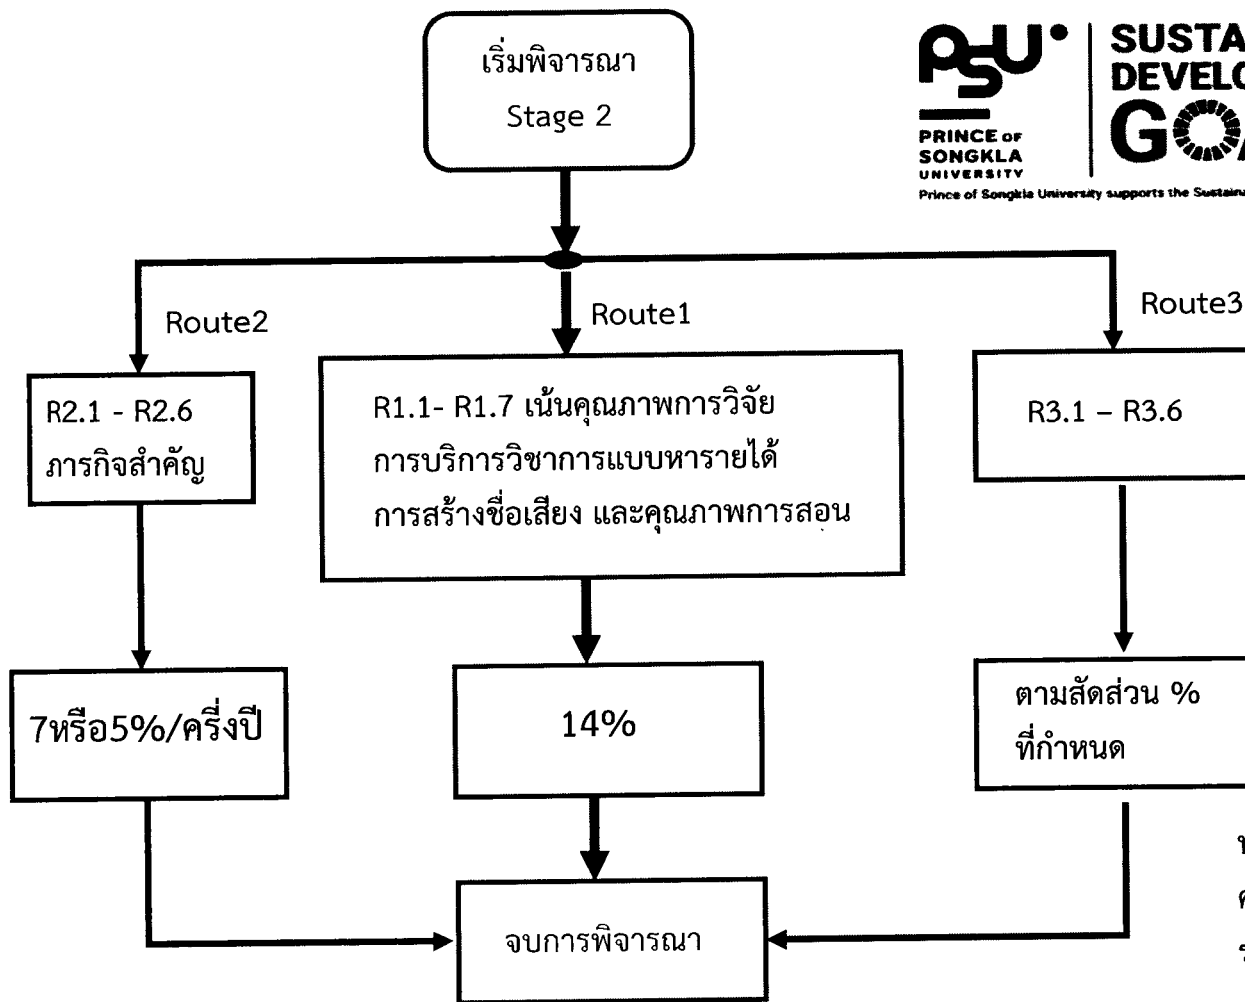 เริ่มพิจารณา
Stage 2
PSU
PRINCE OF
SONGKLA
UNIVERSITY
Prince of Songkla University supports the
Route2
Route1
Route3
R2.1 - R2.6
ภารกิจสำคัญ
R1.1- R1.7 เน้นคุณภาพการวิจัย
การบริการวิชาการแบบหารายได้
การสร้างชื่อเสียง และคุณภาพการสอน
R3.1 – R3.6
7หรือ5%/ครึ่งปี
14%
ตามสัดส่วน %
ที่กำหนด
จบการพิจารณา